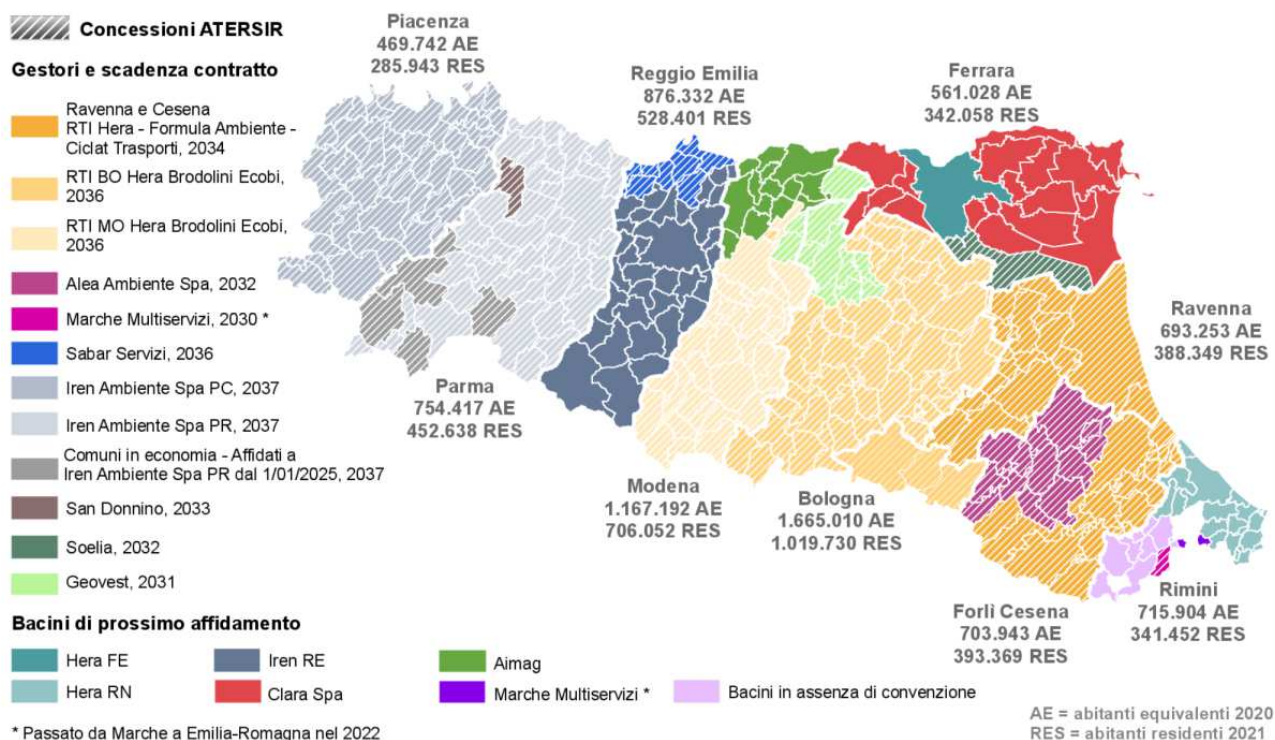 Concessioni ATERSIR
Gestori e scadenza contratto
Ravenna e Cesena
RTI Hera - Formula Ambiente -
Ciclat Trasporti, 2034
RTI BO Hera Brodolini Ecobi,
2036
RTI MO Hera Brodolini Ecobi,
2036
Alea Ambiente Spa, 2032
Marche Multiservizi, 2030 *
Sabar Servizi, 2036
Iren Ambiente Spa PC, 2037
Iren Ambiente Spa PR, 2037
Comuni in economia - Affidati a
Iren Ambiente Spa PR dal 1/01/2025, 2037
San Donnino, 2033
Soelia, 2032
Geovest, 2031
Piacenza
469.742 AE
285.943 RES
Reggio Emilia
876.332 AE
528.401 RES
Ferrara
561.028 AE
342.058 RES
Ravenna
693.253 AE
388.349 RES
Parma
754.417 AE
452.638 RES
Modena
1.167.192 AE
706.052 RES
Bologna
1.665.010 AE
1.019.730 RES
Forlì Cesena
703.943 AE
393.369 RES
Rimini
715.904 AE
341.452 RES
Bacini di prossimo affidamento
Hera FE
Iren RE
Aimag
Hera RN
Clara Spa
Marche Multiservizi *
Bacini in assenza di convenzione
* Passato da Marche a Emilia-Romagna nel 2022
AE = abitanti equivalenti 2020
RES = abitanti residenti 2021